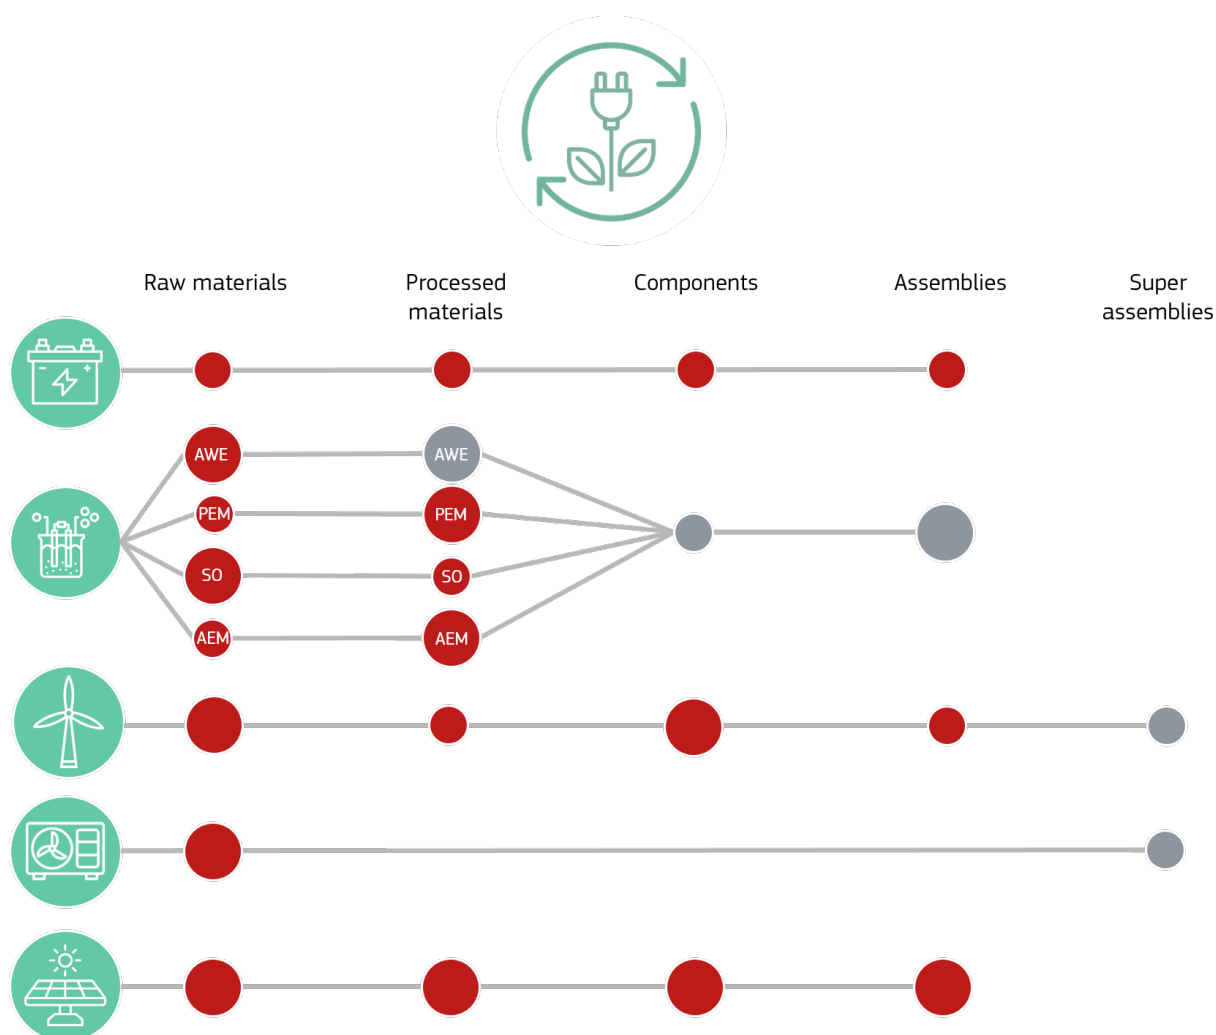 Raw materials
Processed
materials
Components
Assemblies
Super
assemblies
AWE
AWE
PEM
PEM
SO
SO
AEM
AEM